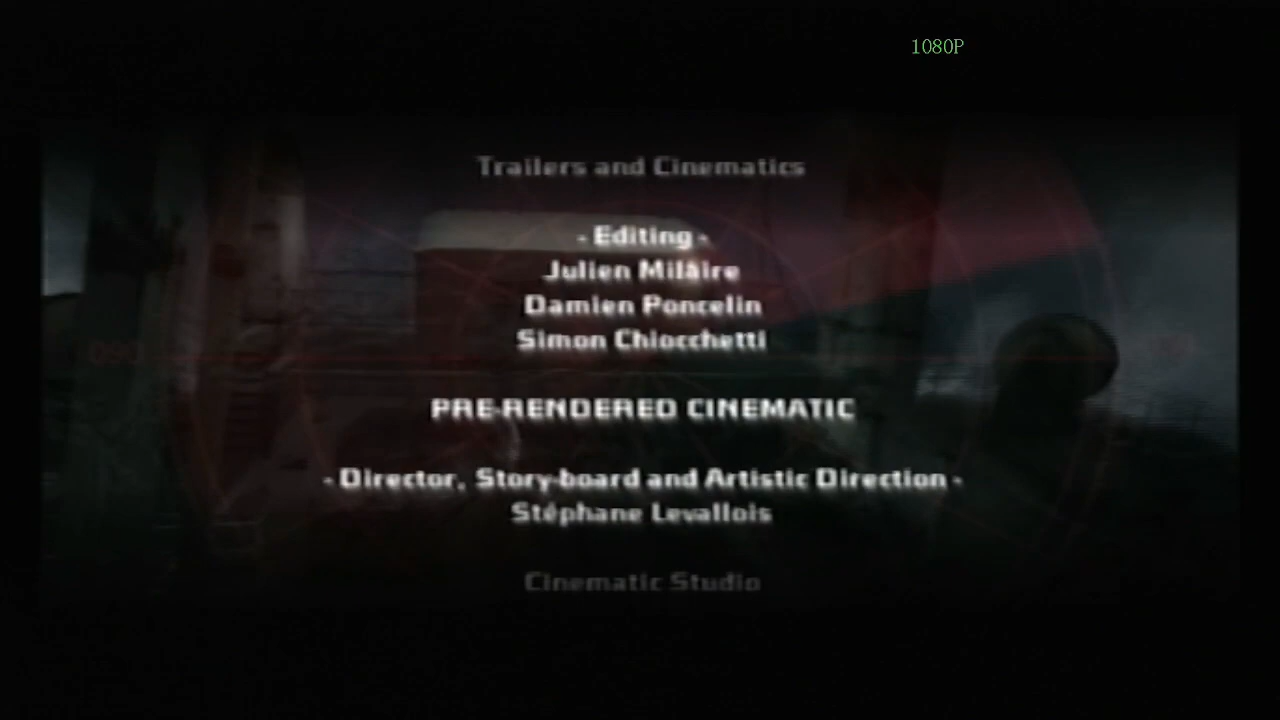 1080P
Trailers and Cinematics
- Editing -
Julien Milaire
Damien Poncelin
Simon Chiocchetti
PRE-RENDERED CINEMATIC
- Director, Story-board and Artistic Direction -
Stéphane Levallois
Cinematic Studio